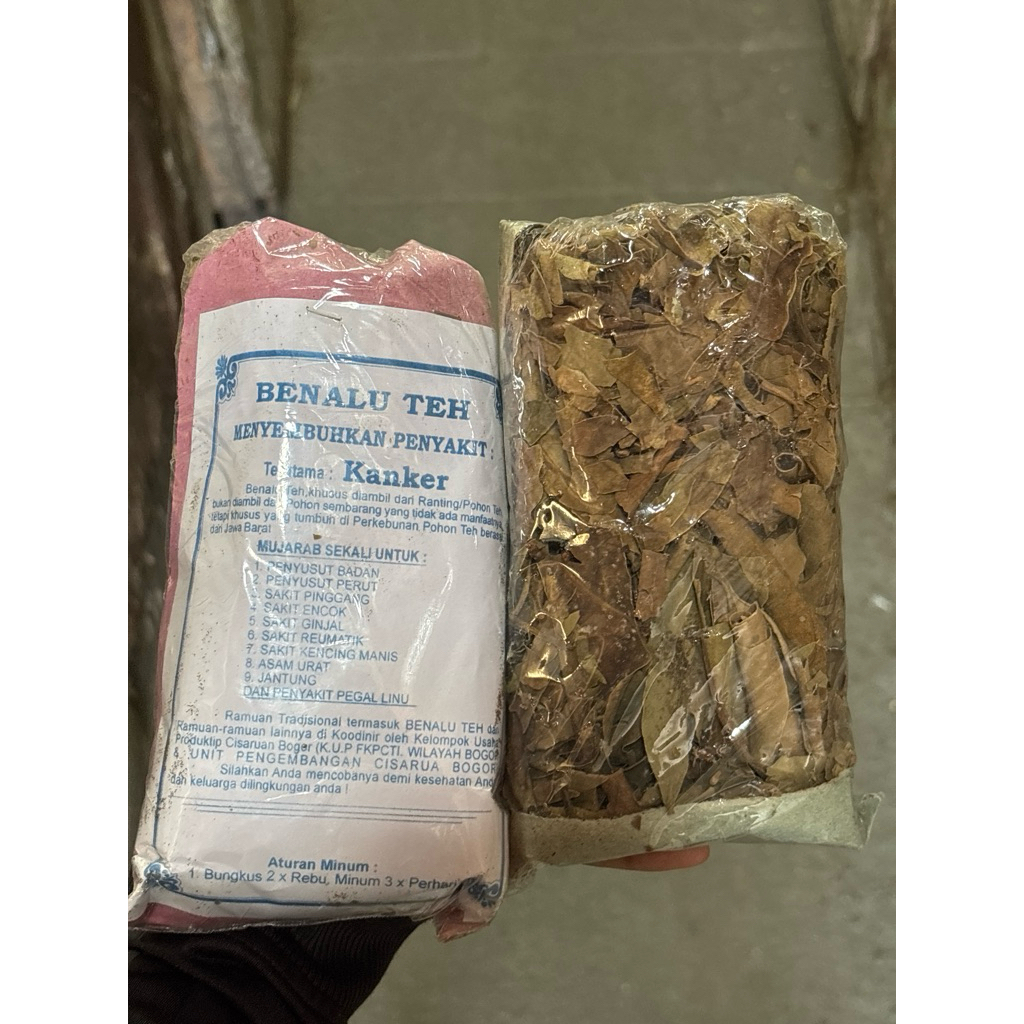 BENALU TEH
MENYEMBUHKAN PENYAKIT :
Terutama : Kanker
Benalu Teh, khusus diambil dari Ranting/Pohon Teh
bukan diambil dari Pohon sembarang yang tidak ada manfaatnya
tetapi khusus yang tumbuh di Perkebunan Pohon Teh
dari Jawa Barat
MUJARAB SEKALI UNTUK :
1. PENYUSUT BADAN
2. PENYUSUT PERUT
3. SAKIT PINGGANG
4. SAKIT ENCOK
5. SAKIT GINJAL
6. SAKIT REUMATIK
7. SAKIT KENCING MANIS
8. ASAM URAT
9. JANTUNG
DAN PENYAKIT PEGAL LINU
Ramuan Tradisional termasuk BENALU TEH dan
Ramuan-ramuan lainnya di Koodinir oleh Kelompok Usaha
Produktip Cisaruan Bogor (K.U.P FKPCTI. WILAYAH BOGOR
& UNIT PENGEMBANGAN CISARUA BOGOR
Silahkan Anda mencobanya demi kesehatan Anda
dan keluarga dilingkungan anda !
Aturan Minum :
1. Bungkus 2 x Rebu, Minum 3 x Perhari